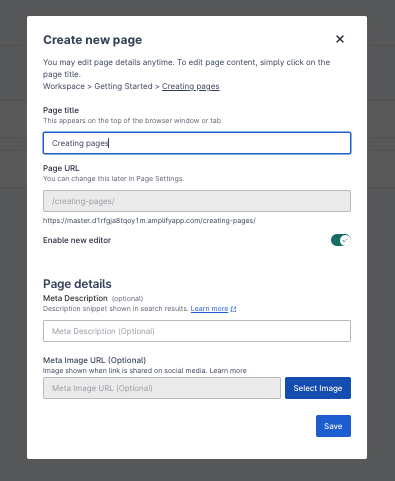 Create new page
You may edit page details anytime. To edit page content, simply click on the
page title.
Workspace > Getting Started > Creating pages
Page title
This appears on the top of the browser window or tab
Creating pages
Page URL
You can change this later in Page Settings.
/creating-pages/
https://master.d1rfgja8tqoy1m.amplifyapp.com/creating-pages/
Enable new editor
Page details
Meta Description (optional)
Description snippet shown in search results. Learn more
Meta Description (Optional)
Meta Image URL (Optional)
Image shown when link is shared on social media. Learn more
Meta Image URL (Optional)
Select Image
Save